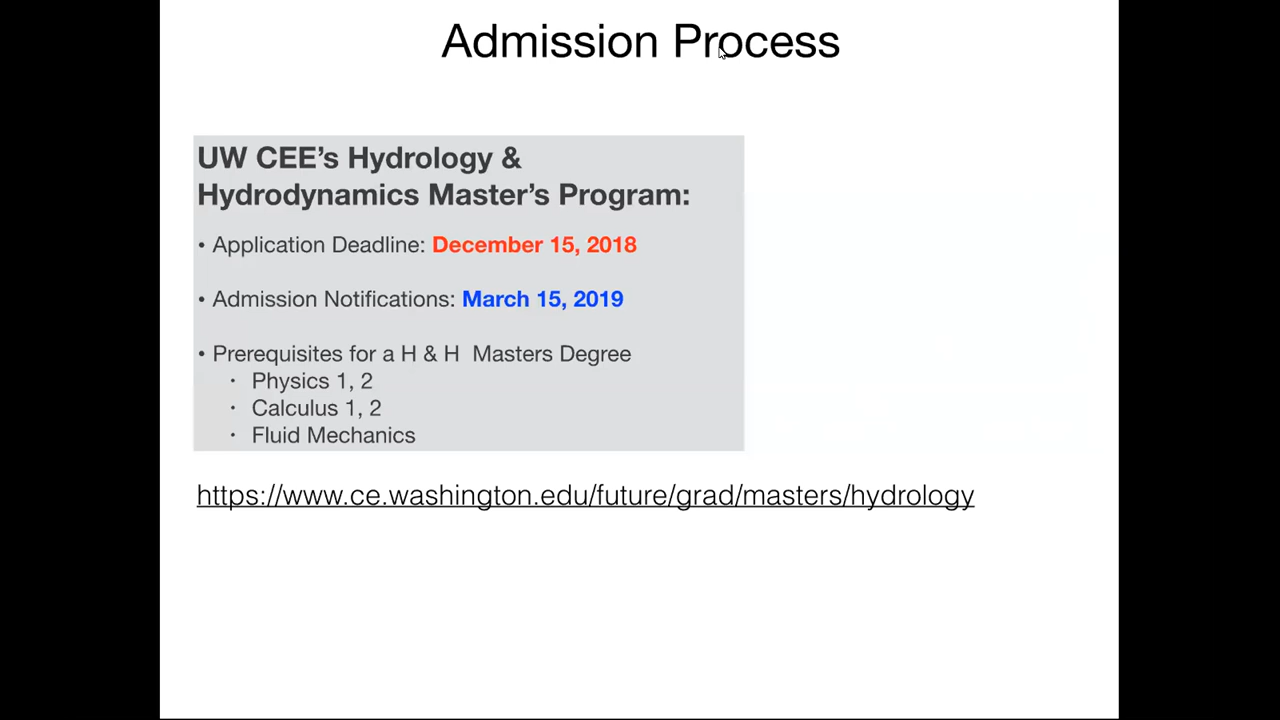 Admission Process
UW CEE’s Hydrology &
Hydrodynamics Master’s Program:
• Application Deadline: December 15, 2018
• Admission Notifications: March 15, 2019
• Prerequisites for a H & H  Masters Degree
• Physics 1, 2
• Calculus 1, 2
• Fluid Mechanics
https://www.ce.washington.edu/future/grad/masters/hydrology